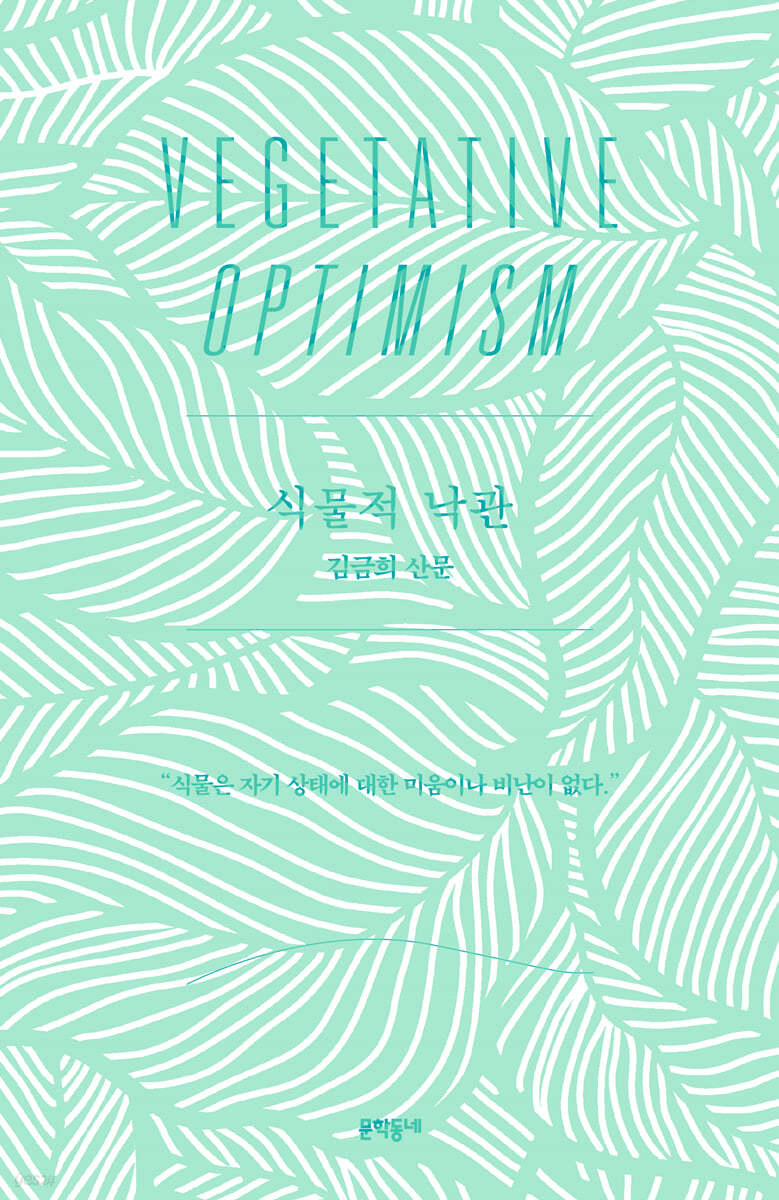 VEGETATIVE
OPTIMISM
식물적 낙관
김금희 산문
“식물은 자기 상태에 대한 미움이나 비난이 없다.”
문학동네